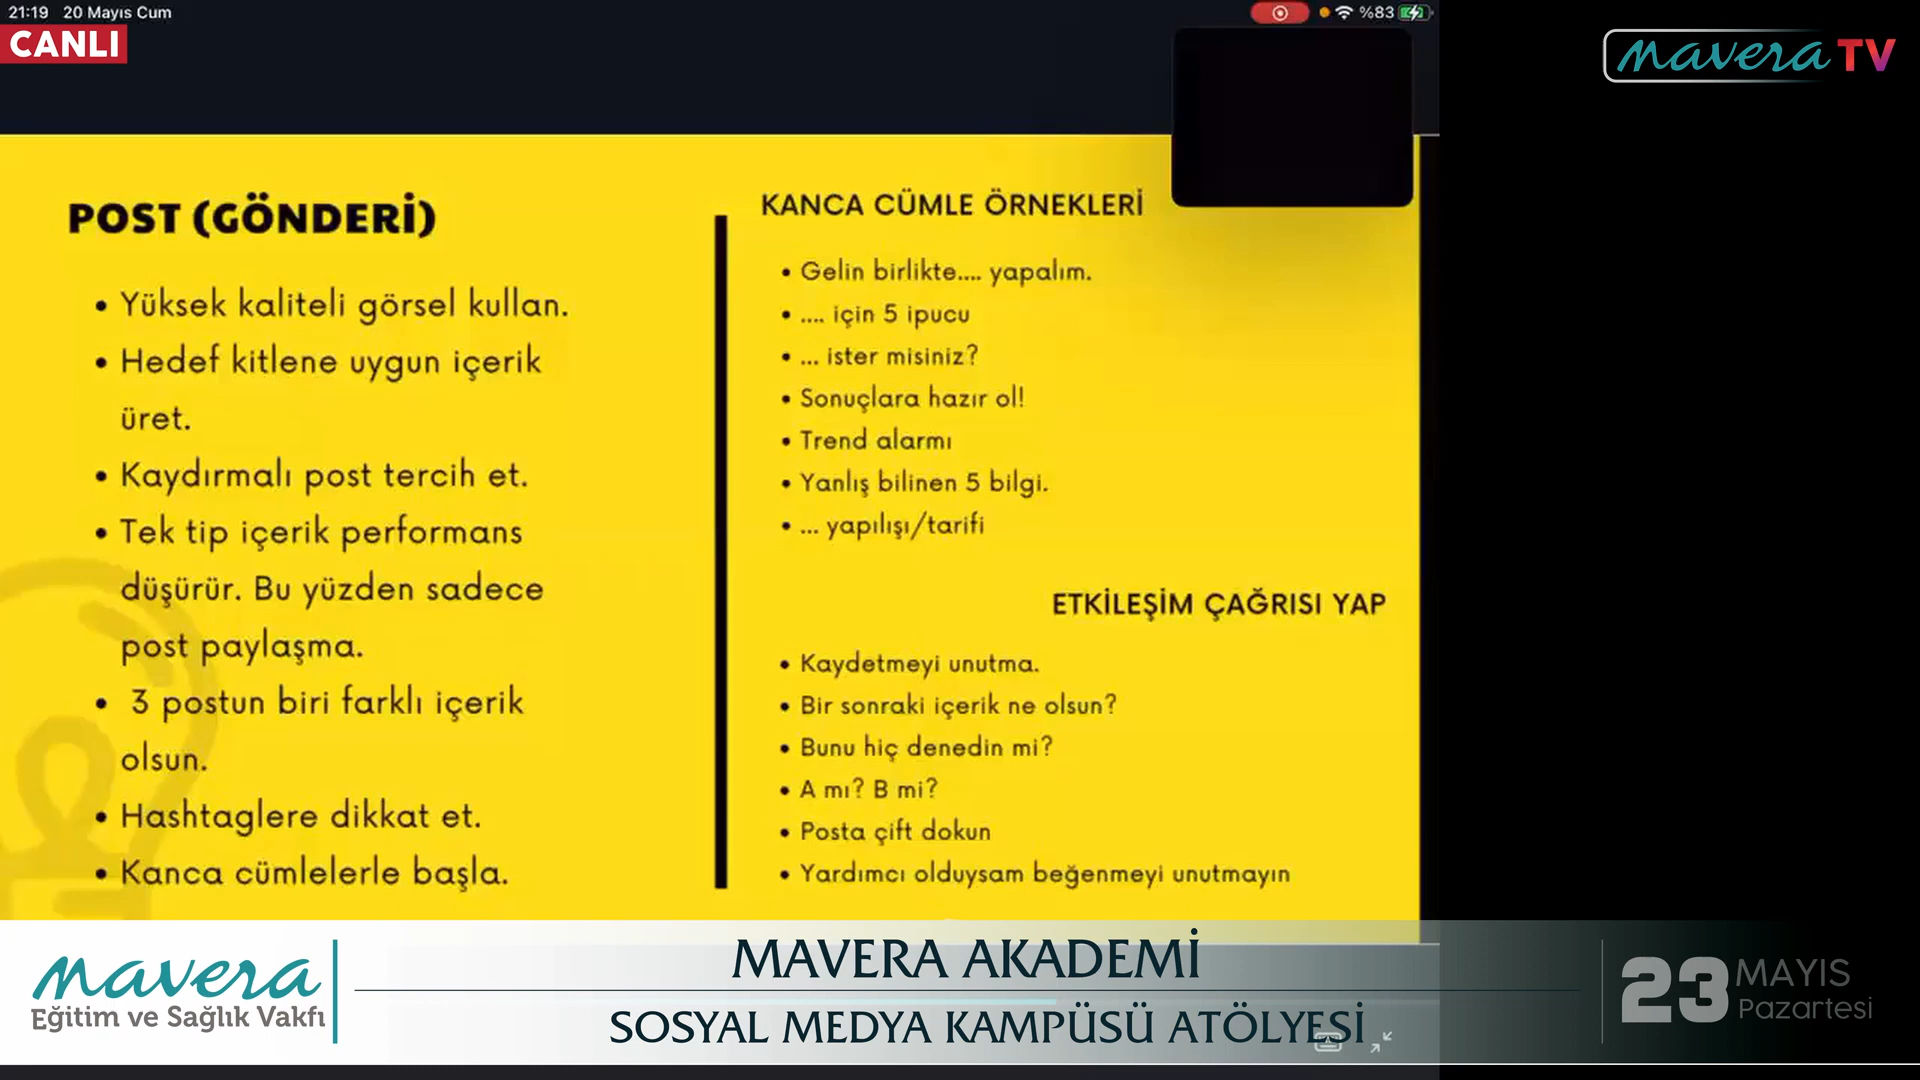 21:19 20 Mayıs Cum
%83
CANLI
mavera TV
POST (GÖNDERİ)
• Yüksek kaliteli görsel kullan.
• Hedef kitlene uygun içerik
üret.
• Kaydırmalı post tercih et.
• Tek tip içerik performans
düşürür. Bu yüzden sadece
post paylaşma.
• 3 postun biri farklı içerik
olsun.
• Hashtaglere dikkat et.
• Kanca cümlelerle başla.
KANCA CÜMLE ÖRNEKLERİ
• Gelin birlikte.... yapalım.
• .... için 5 ipucu
• ... ister misiniz?
• Sonuçlara hazır ol!
• Trend alarmı
• Yanlış bilinen 5 bilgi.
• ... yapılışı/tarifi
ETKİLEŞİM ÇAĞRISI YAP
• Kaydetmeyi unutma.
• Bir sonraki içerik ne olsun?
• Bunu hiç denedin mi?
• A mı? B mi?
• Posta çift dokun
• Yardımcı olduysam beğenmeyi unutmayın
mavera
Eğitim ve Sağlık Vakfı
MAVERA AKADEMİ
SOSYAL MEDYA KAMPÜSÜ ATÖLYESİ
23 MAYIS
Pazartesi